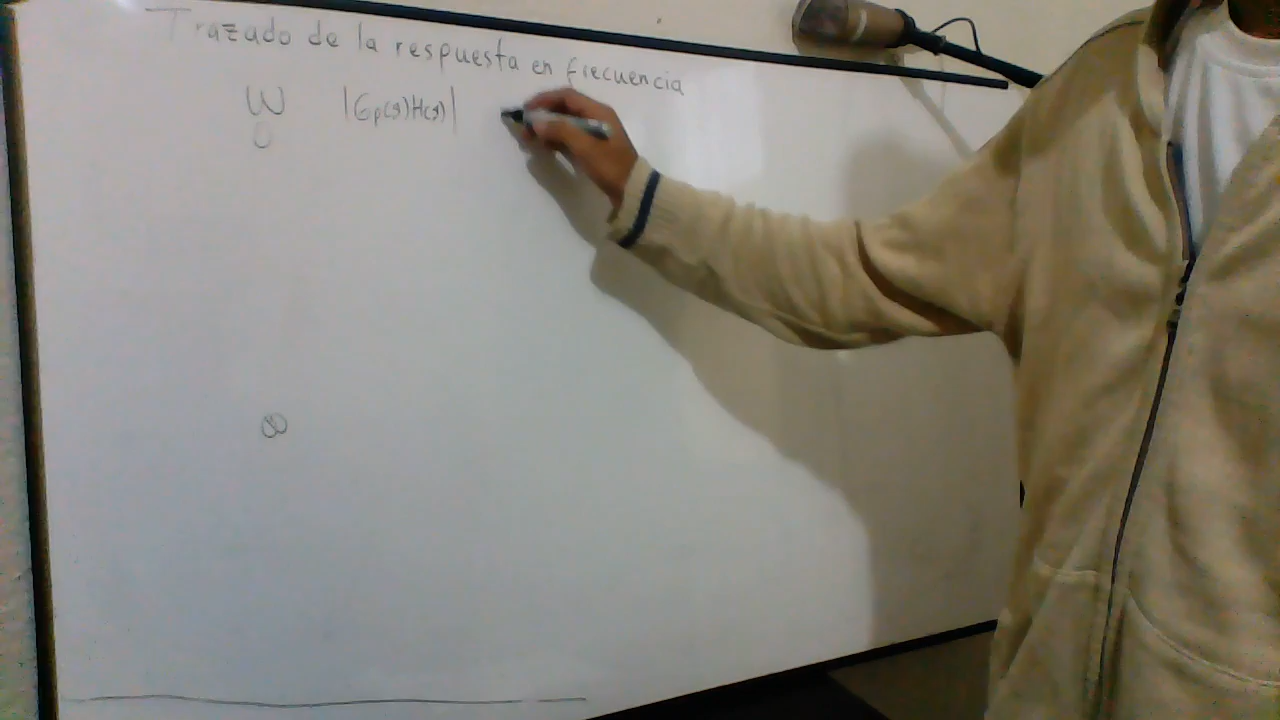 Trazado de la respuesta en frecuencia
W |Gp(s)H(s)|
0
∞